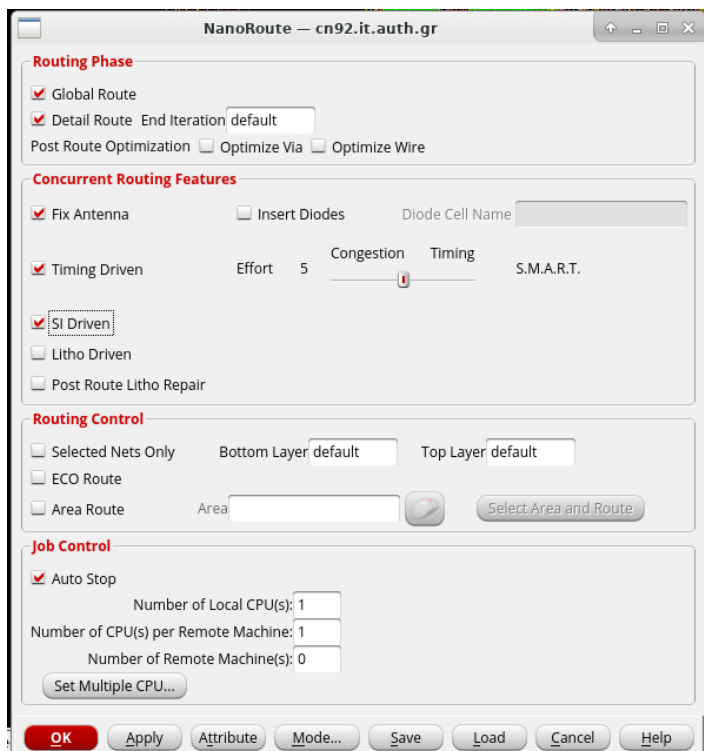 NanoRoute — cn92.it.auth.gr
Routing Phase
Global Route
Detail Route End Iteration default
Post Route Optimization Optimize Via Optimize Wire
Concurrent Routing Features
Fix Antenna Insert Diodes Diode Cell Name
Congestion Timing
Timing Driven Effort 5 S.M.A.R.T.
SI Driven
Litho Driven
Post Route Litho Repair
Routing Control
Selected Nets Only Bottom Layer default Top Layer default
ECO Route
Area Route Area Select Area and Route
Job Control
Auto Stop
Number of Local CPU(s): 1
Number of CPU(s) per Remote Machine: 1
Number of Remote Machine(s): 0
Set Multiple CPU...
OK Apply Attribute Mode... Save Load Cancel Help